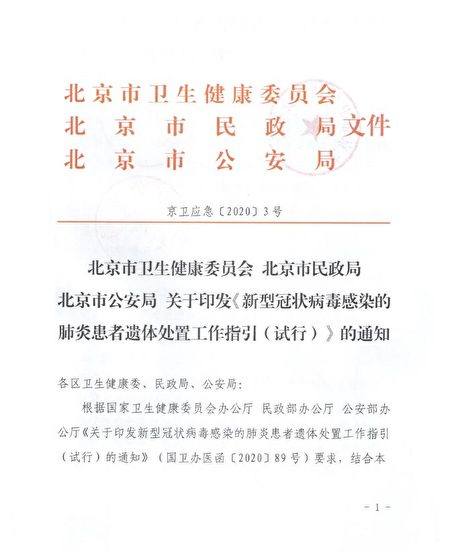 北京市卫生健康委员会
北京市民政局文件
北京市公安局
京卫应急〔2020〕3号
北京市卫生健康委员会 北京市民政局
北京市公安局 关于印发《新型冠状病毒感染的
肺炎患者遗体处置工作指引（试行）》的通知
各区卫生健康委、民政局、公安局：
根据国家卫生健康委员会办公厅 民政部办公厅 公安部办
公厅《关于印发新型冠状病毒感染的肺炎患者遗体处置工作指引
（试行）的通知》（国卫办医函〔2020〕89号）要求，结合本
- 1 -